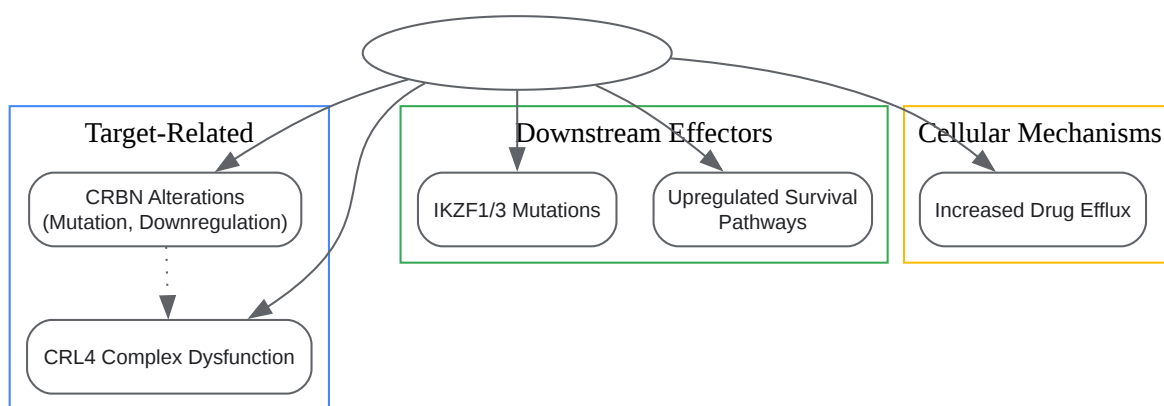 Target-Related
Downstream Effectors
Cellular Mechanisms
CRBN Alterations
(Mutation, Downregulation)
IKZF1/3 Mutations
Upregulated Survival
Pathways
Increased Drug Efflux
CRL4 Complex Dysfunction